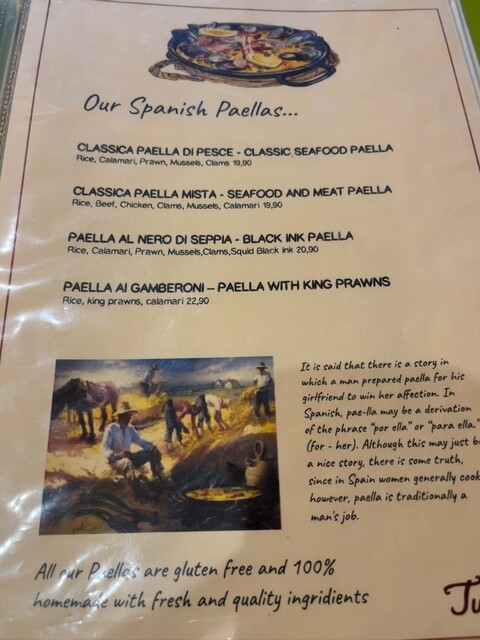 Our Spanish Paellas...
CLASSICA PAELLA DI PESCE - CLASSIC SEAFOOD PAELLA
Rice, Calamari, Prawn, Mussels, Clams 19,90
CLASSICA PAELLA MISTA - SEAFOOD AND MEAT PAELLA
Rice, Beef, Chicken, Clams, Mussels, Calamari 19,90
PAELLA AL NERO DI SEPPIA - BLACK INK PAELLA
Rice, Calamari, Prawn, Mussels,Clams,Squid Black Ink 20,90
PAELLA AI GAMBERONI – PAELLA WITH KING PRAWNS
Rice, king prawns, calamari 22,90
It is said that there is a story in
which a man prepared paella for his
girlfriend to win her affection. In
Spanish, pae-lla may be a derivation
of the phrase "por ella" or "para ella."
(for - her). Although this may just be
a nice story, there is some truth,
since in Spain women generally cook
however, paella is traditionally a
man's job.
All our Paellas are gluten free and 100%
homemade with fresh and quality ingridients